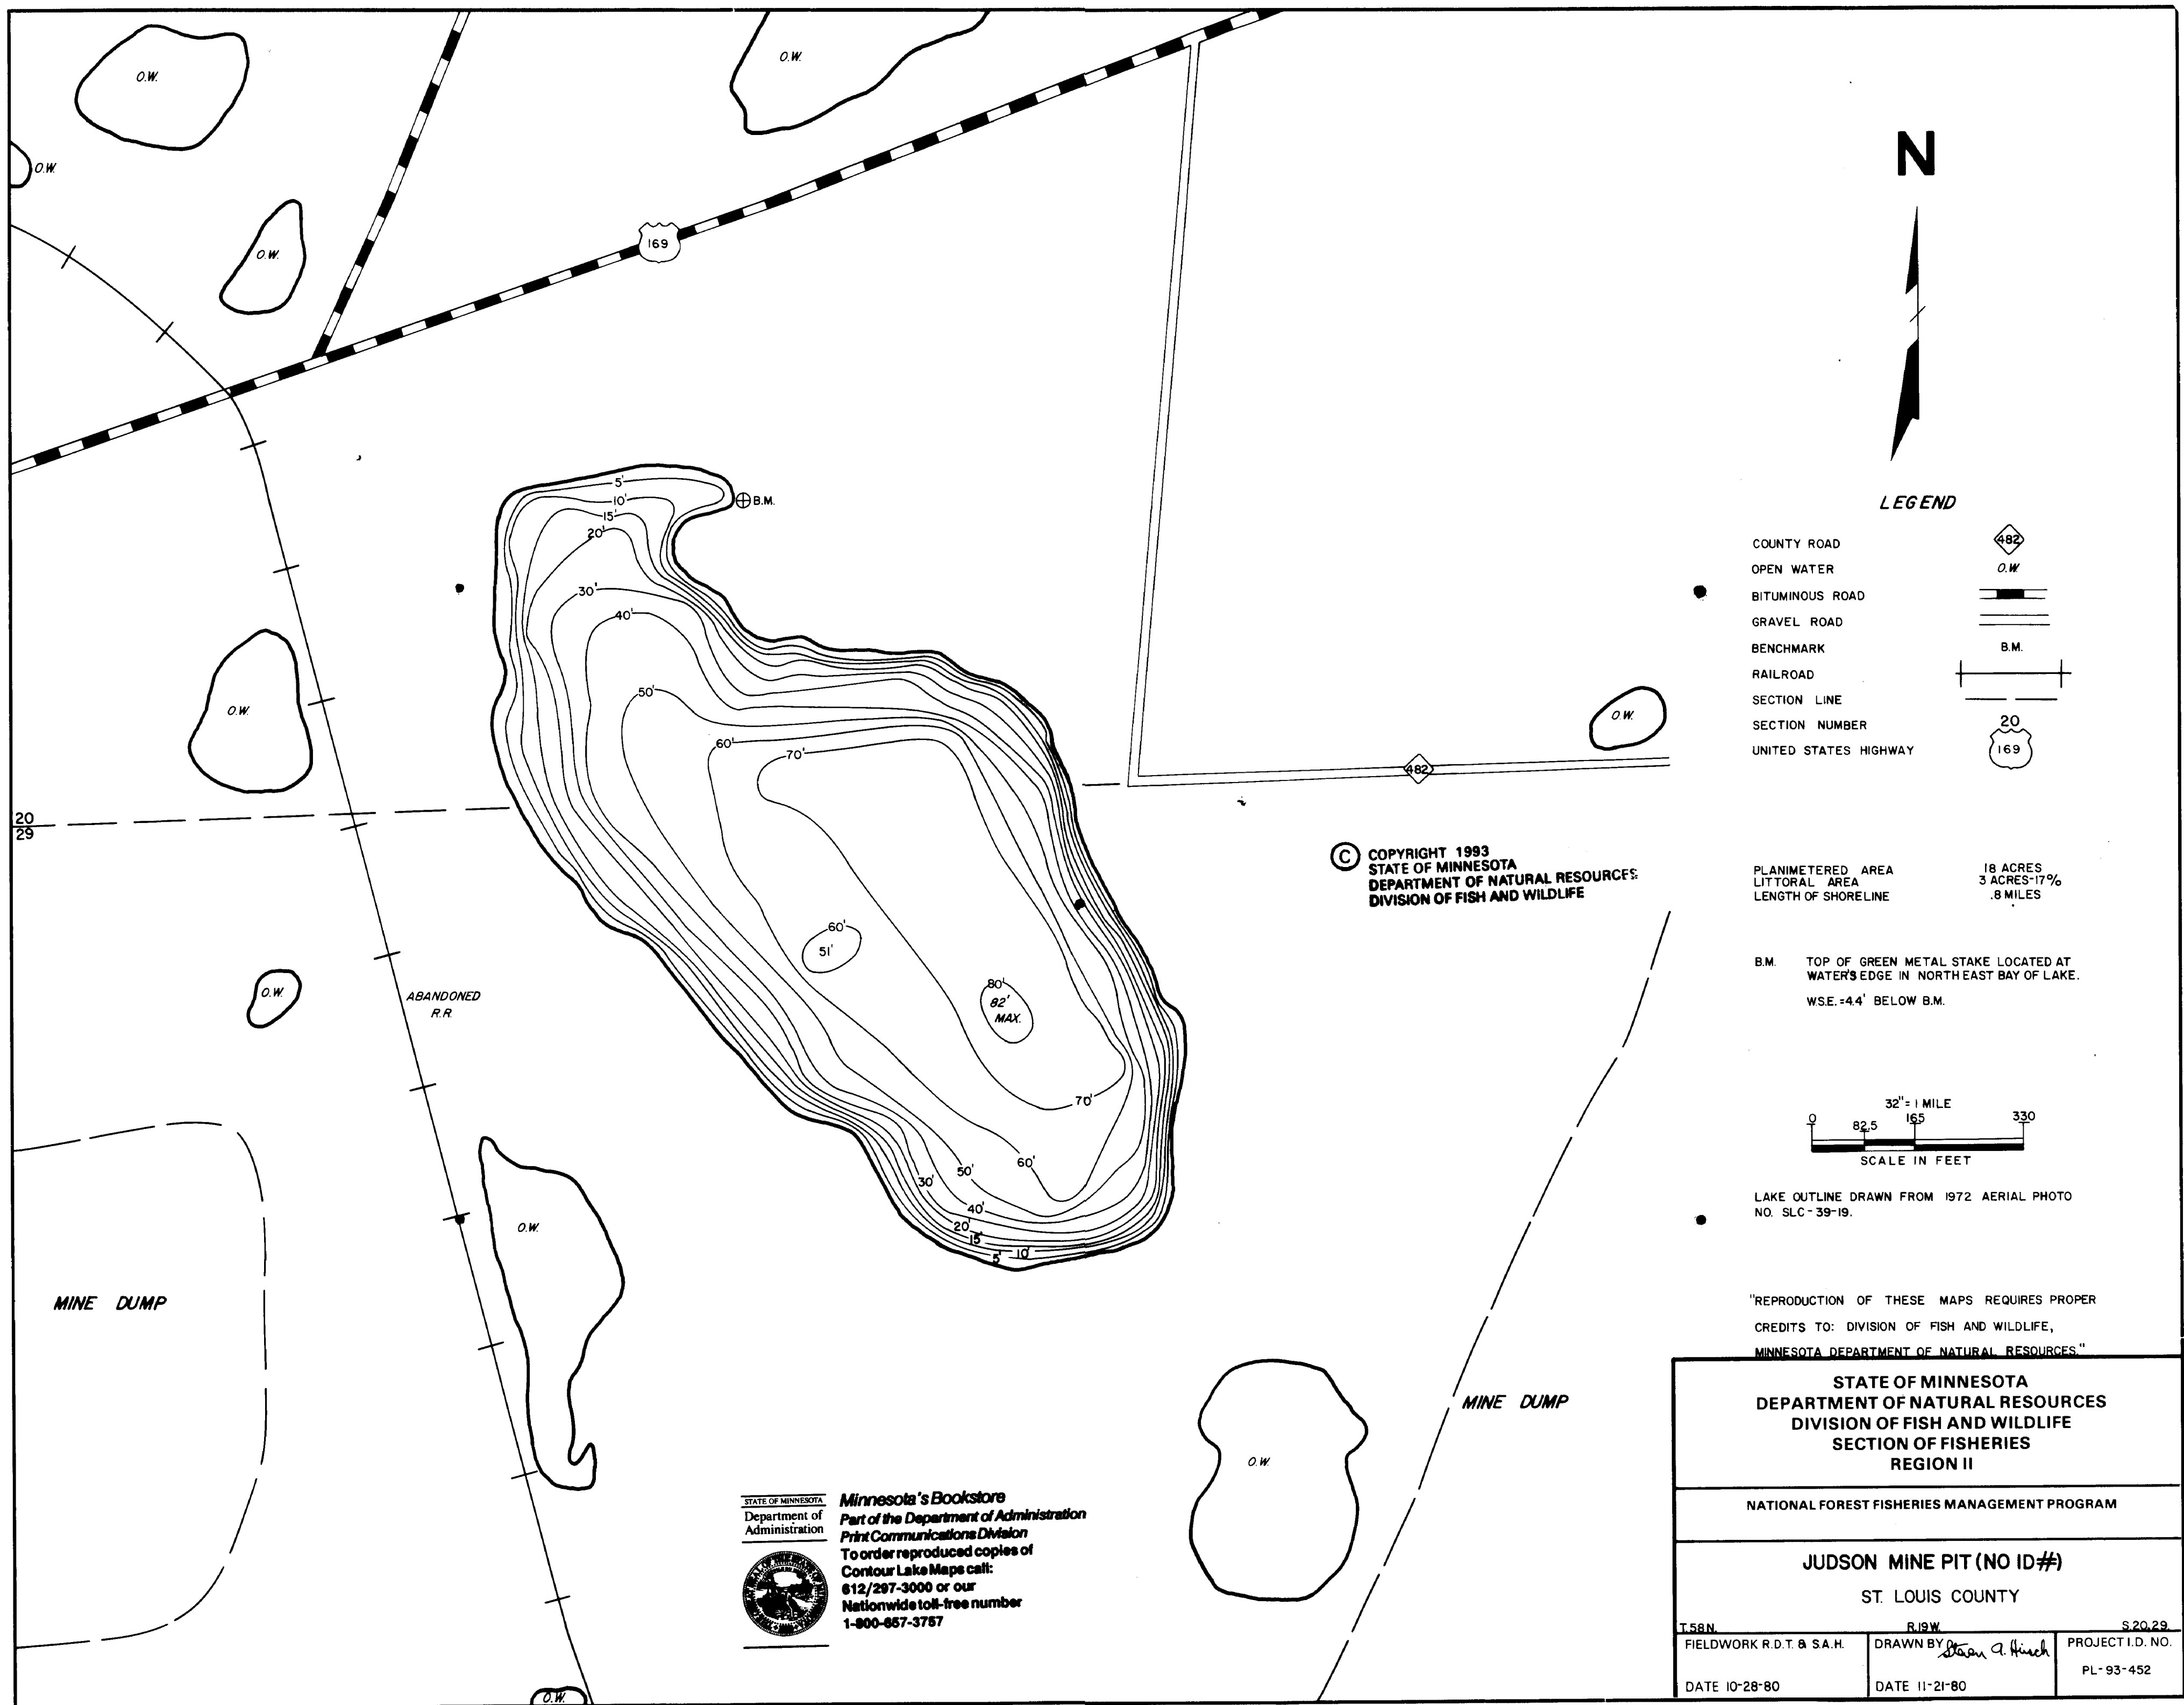 O.W.
O.W.
O.W.
O.W.
169
N
5'
10'
15'
20'
30'
40'
50'
60'
70'
B.M.
O.W.
20
29
O.W.
482
LEGEND
COUNTY ROAD 482
OPEN WATER O.W.
BITUMINOUS ROAD
GRAVEL ROAD
BENCHMARK B.M.
RAILROAD
SECTION LINE
SECTION NUMBER 20
UNITED STATES HIGHWAY 169
© COPYRIGHT 1993
STATE OF MINNESOTA
DEPARTMENT OF NATURAL RESOURCES
DIVISION OF FISH AND WILDLIFE
PLANIMETERED AREA 18 ACRES
LITTORAL AREA 3 ACRES-17%
LENGTH OF SHORELINE .8 MILES
60'
51'
80'
82'
MAX.
70'
60'
50'
40'
30'
20'
15'
10'
5'
O.W.
ABANDONED
R.R.
B.M. TOP OF GREEN METAL STAKE LOCATED AT
WATER'S EDGE IN NORTH EAST BAY OF LAKE.
W.S.E.=4.4' BELOW B.M.
32"= 1 MILE
0 82.5 165 330
SCALE IN FEET
LAKE OUTLINE DRAWN FROM 1972 AERIAL PHOTO
NO. SLC-39-19.
O.W.
MINE DUMP
MINE DUMP
O.W.
O.W.
"REPRODUCTION OF THESE MAPS REQUIRES PROPER
CREDITS TO: DIVISION OF FISH AND WILDLIFE,
MINNESOTA DEPARTMENT OF NATURAL RESOURCES."
STATE OF MINNESOTA
Department of
Administration
Minnesota's Bookstore
Part of the Department of Administration
Print Communications Division
To order reproduced copies of
Contour Lake Maps call:
612/297-3000 or our
Nationwide toll-free number
1-800-657-3757
STATE OF MINNESOTA
DEPARTMENT OF NATURAL RESOURCES
DIVISION OF FISH AND WILDLIFE
SECTION OF FISHERIES
REGION II
NATIONAL FOREST FISHERIES MANAGEMENT PROGRAM
JUDSON MINE PIT (NO ID#)
ST. LOUIS COUNTY
T.58N. R.19W. S.20,29.
FIELDWORK R.D.T. & S.A.H.
DATE 10-28-80
DRAWN BY Steven A. Hirsch
DATE 11-21-80
PROJECT I.D. NO.
PL-93-452